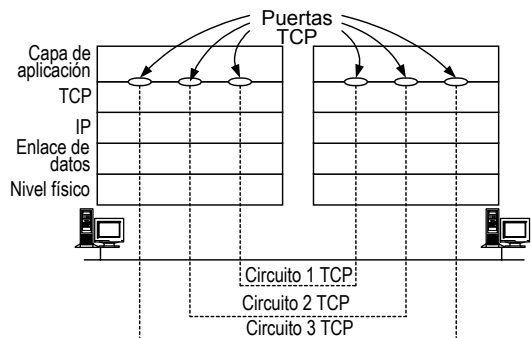 Puertas
TCP
Capa de
aplicación
TCP
IP
Enlace de
datos
Nivel físico
Circuito 1 TCP
Circuito 2 TCP
Circuito 3 TCP